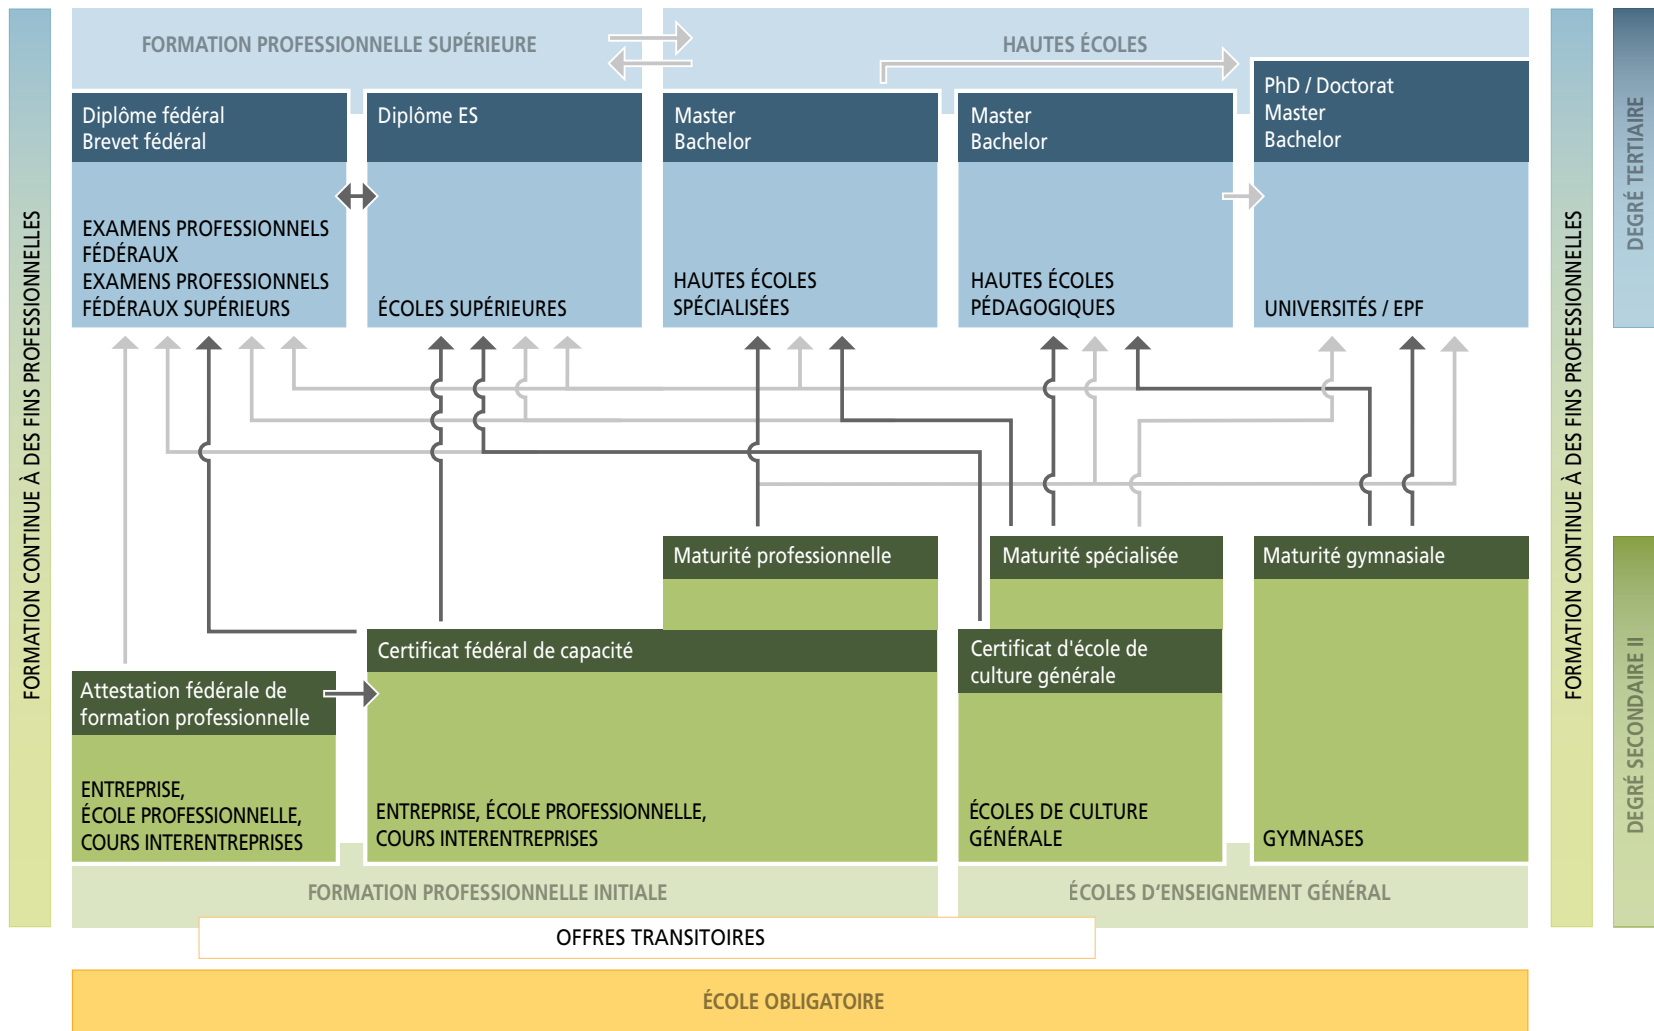 FORMATION PROFESSIONNELLE SUPÉRIEURE
HAUTES ÉCOLES
Diplôme fédéral
Brevet fédéral
Diplôme ES
Master
Bachelor
Master
Bachelor
PhD / Doctorat
Master
Bachelor
EXAMENS PROFESSIONNELS
FÉDÉRAUX
EXAMENS PROFESSIONNELS
FÉDÉRAUX SUPÉRIEURS
ÉCOLES SUPÉRIEURES
HAUTES ÉCOLES
SPÉCIALISÉES
HAUTES ÉCOLES
PÉDAGOGIQUES
UNIVERSITÉS / EPF
FORMATION CONTINUE À DES FINS PROFESSIONNELLES
FORMATION CONTINUE À DES FINS PROFESSIONNELLES
DEGRÉ TERTIAIRE
DEGRÉ SECONDAIRE II
Maturité professionnelle
Maturité spécialisée
Maturité gymnasiale
Certificat fédéral de capacité
Certificat d'école de
culture générale
Attestation fédérale de
formation professionnelle
ENTREPRISE,
ÉCOLE PROFESSIONNELLE,
COURS INTERENTREPRISES
ENTREPRISE, ÉCOLE PROFESSIONNELLE,
COURS INTERENTREPRISES
ÉCOLES DE CULTURE
GÉNÉRALE
GYMNASES
FORMATION PROFESSIONNELLE INITIALE
ÉCOLES D‘ENSEIGNEMENT GÉNÉRAL
OFFRES TRANSITOIRES
ÉCOLE OBLIGATOIRE